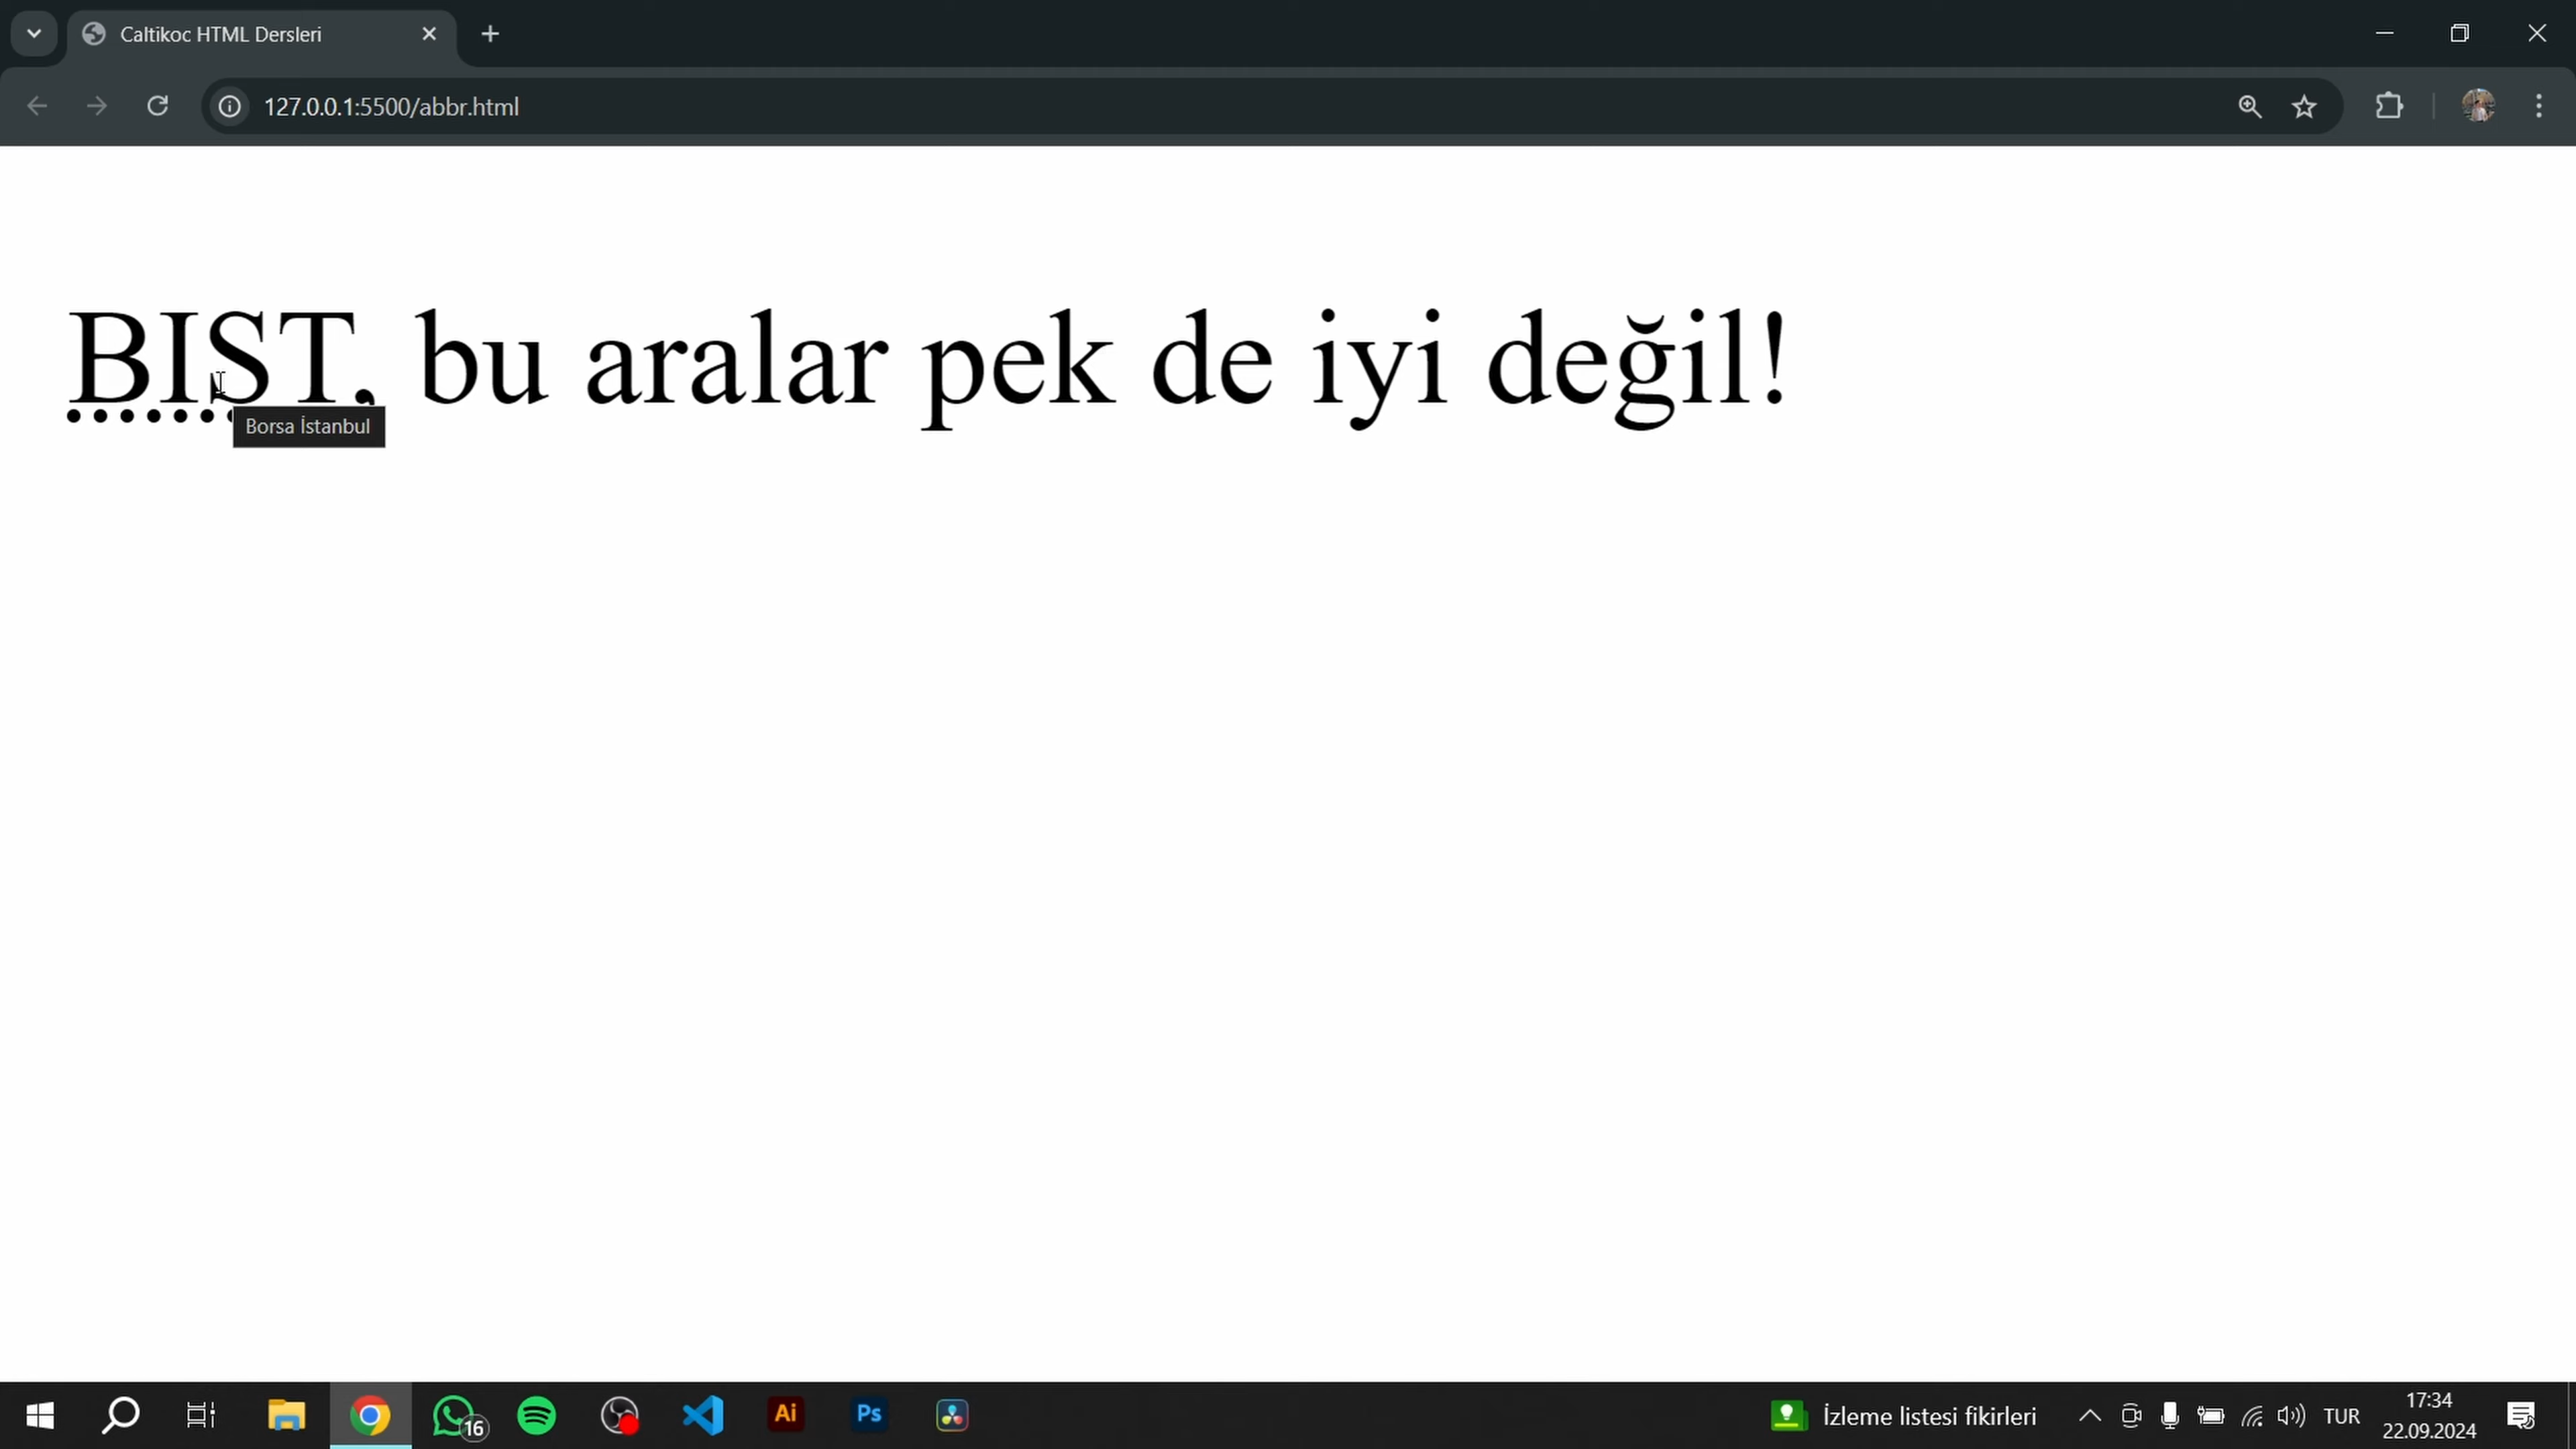 Caltikoc HTML Dersleri
127.0.0.1:5500/abbr.html
BIST, bu aralar pek de iyi değil!
Borsa İstanbul
16
Ai
Ps
İzleme listesi fikirleri
TUR
17:34
22.09.2024